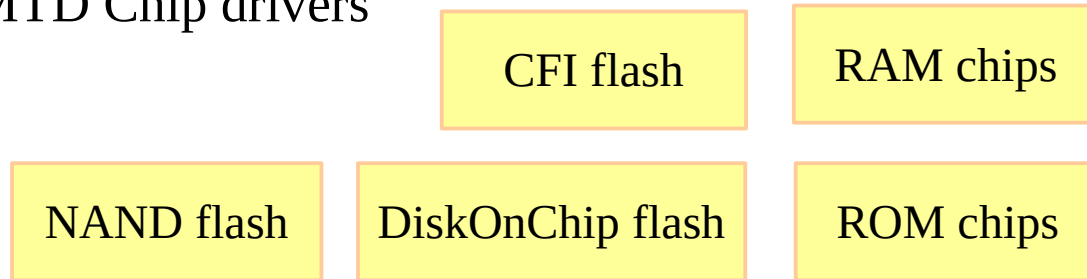 MTD Chip drivers
CFI flash
RAM chips
NAND flash
DiskOnChip flash
ROM chips